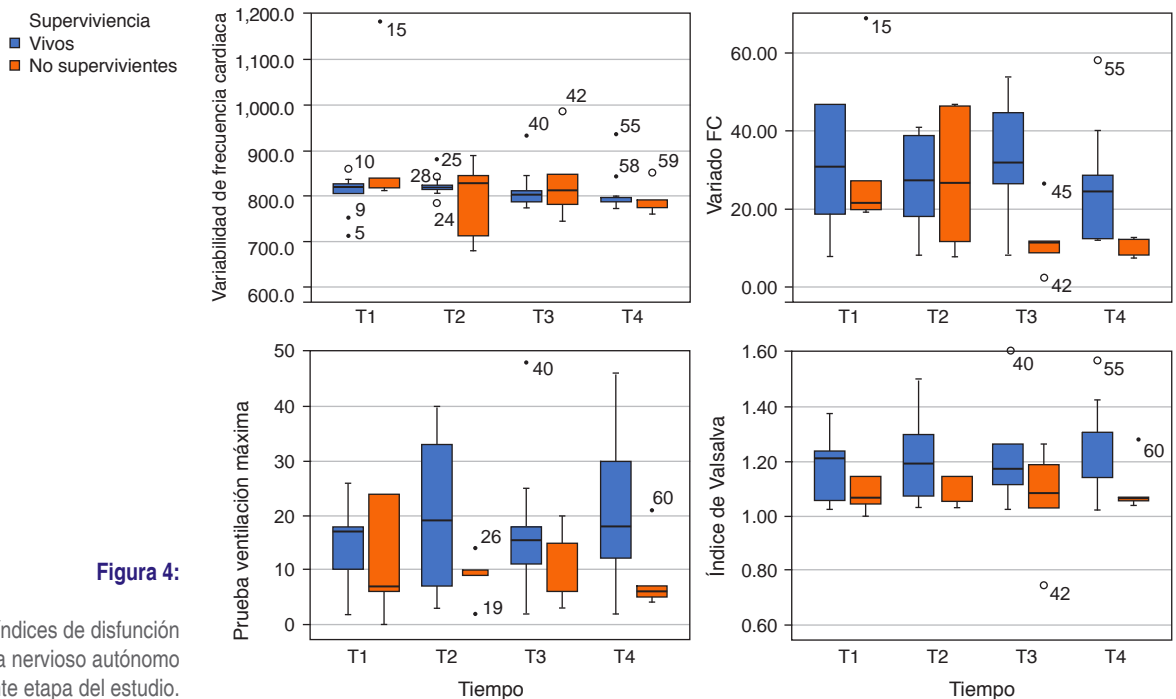 Superviviencia
Vivos
No supervivientes
Variabilidad de frecuencia cardiaca
1,200.0
1,100.0
1,000.0
900.0
800.0
700.0
600.0
15
10
9
5
25
28
24
40
42
55
58
59
T1 T2 T3 T4
Variado FC
60.00
40.00
20.00
0.00
15
45
42
55
T1 T2 T3 T4
Prueba ventilación máxima
50
40
30
20
10
0
26
19
40
60
T1 T2 T3 T4
Tiempo
Índice de Valsalva
1.60
1.40
1.20
1.00
0.80
0.60
40
42
55
60
T1 T2 T3 T4
Tiempo
Figura 4:
índices de disfunción
a nervioso autónomo
te etapa del estudio.